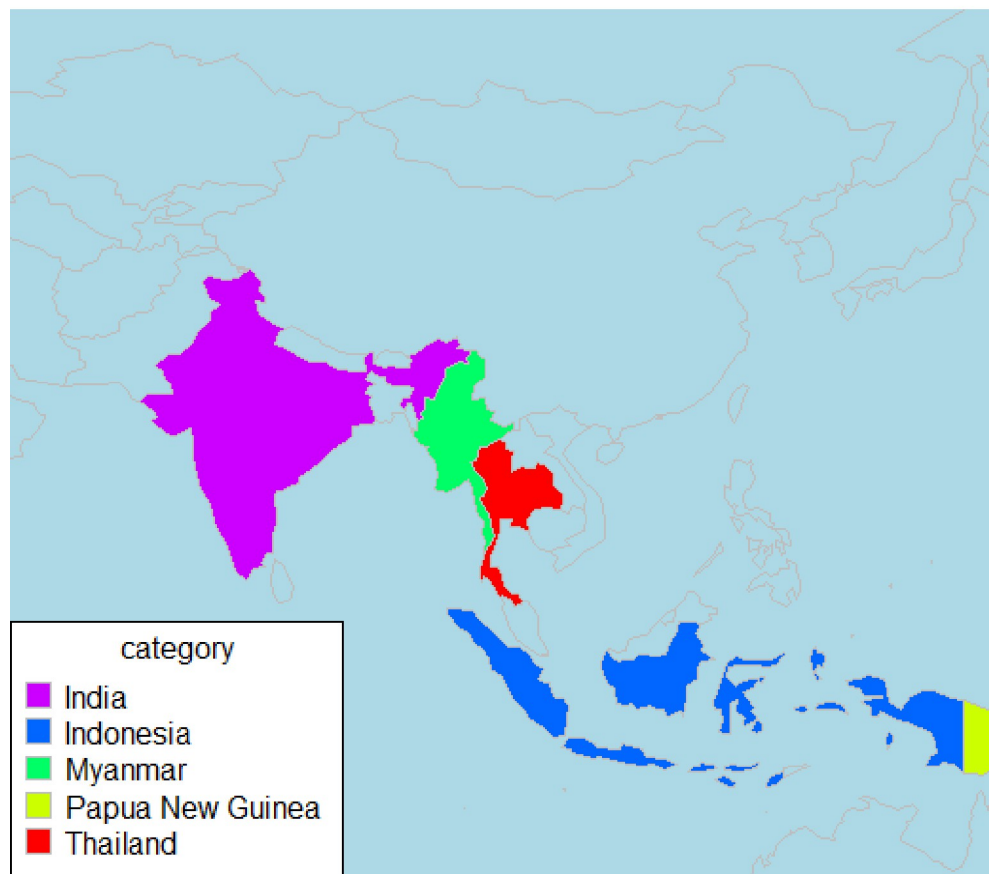 category
India
Indonesia
Myanmar
Papua New Guinea
Thailand